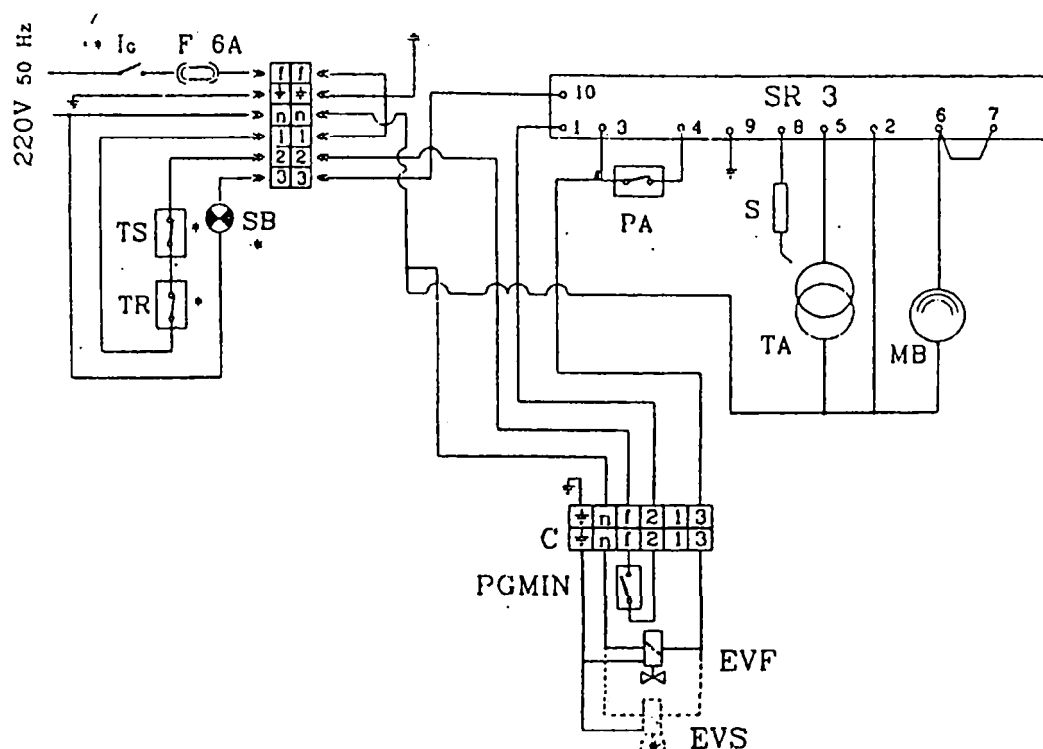 220V 50 Hz
IG F 6A
f f
n n
1 1
2 2
3 3
SB
TS
TR
SR 3
10
1 3 4 9 8 5 2 6 7
PA
S
TA
MB
C
n f 2 1 3
n f 2 1 3
PGMIN
EVF
EVS